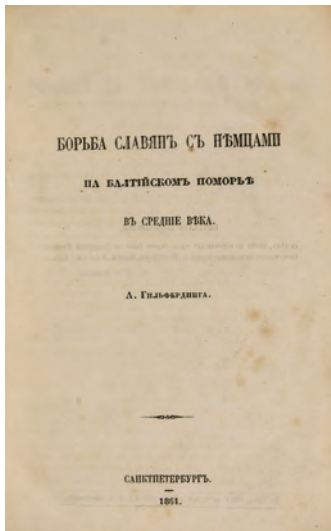 БОРЬБА СЛАВЯНЪ СЪ НѢМЦАМИ
НА БАЛТІЙСКОМЪ ПОМОРЬѢ
ВЪ СРЕДНІЕ ВѢКА.
А. Гильфердинга.
САНКТПЕТЕРБУРГЪ.
1861.